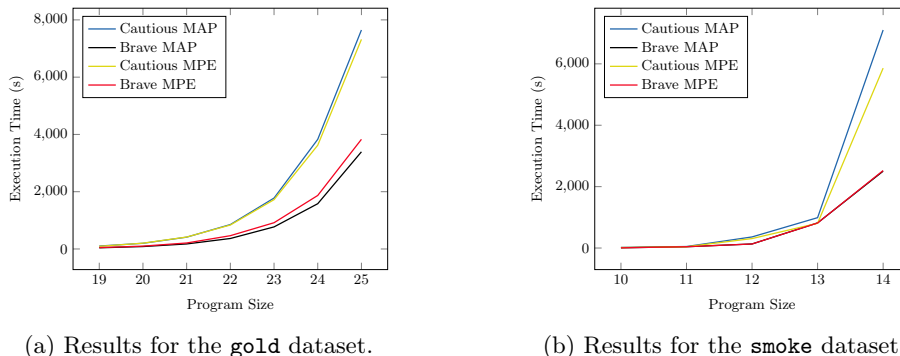 8,000
6,000
4,000
2,000
0
Execution Time (s)
Cautious MAP
Brave MAP
Cautious MPE
Brave MPE
19 20 21 22 23 24 25
Program Size
(a) Results for the gold dataset.
6,000
4,000
2,000
0
Execution Time (s)
Cautious MAP
Brave MAP
Cautious MPE
Brave MPE
10 11 12 13 14
Program Size
(b) Results for the smoke dataset